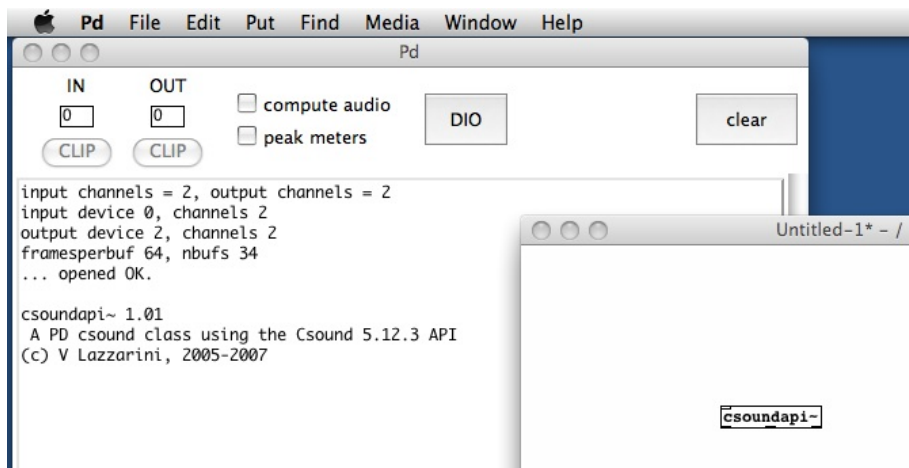 Pd File Edit Put Find Media Window Help
Pd
IN OUT
0 0
compute audio
peak meters
DIO
clear
CLIP CLIP
input channels = 2, output channels = 2
input device 0, channels 2
output device 2, channels 2
framesperbuf 64, nbufs 34
... opened OK.
csoundapi~ 1.01
A PD csound class using the Csound 5.12.3 API
(c) V Lazzarini, 2005-2007
Untitled-1* - /
csoundapi~